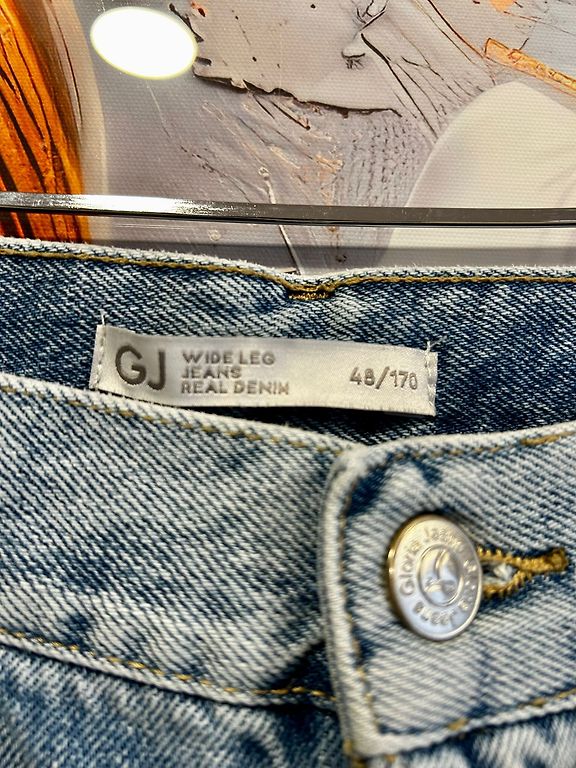 GJ
WIDE LEG
JEANS
REAL DENIM
48/170
Gloria Jeans